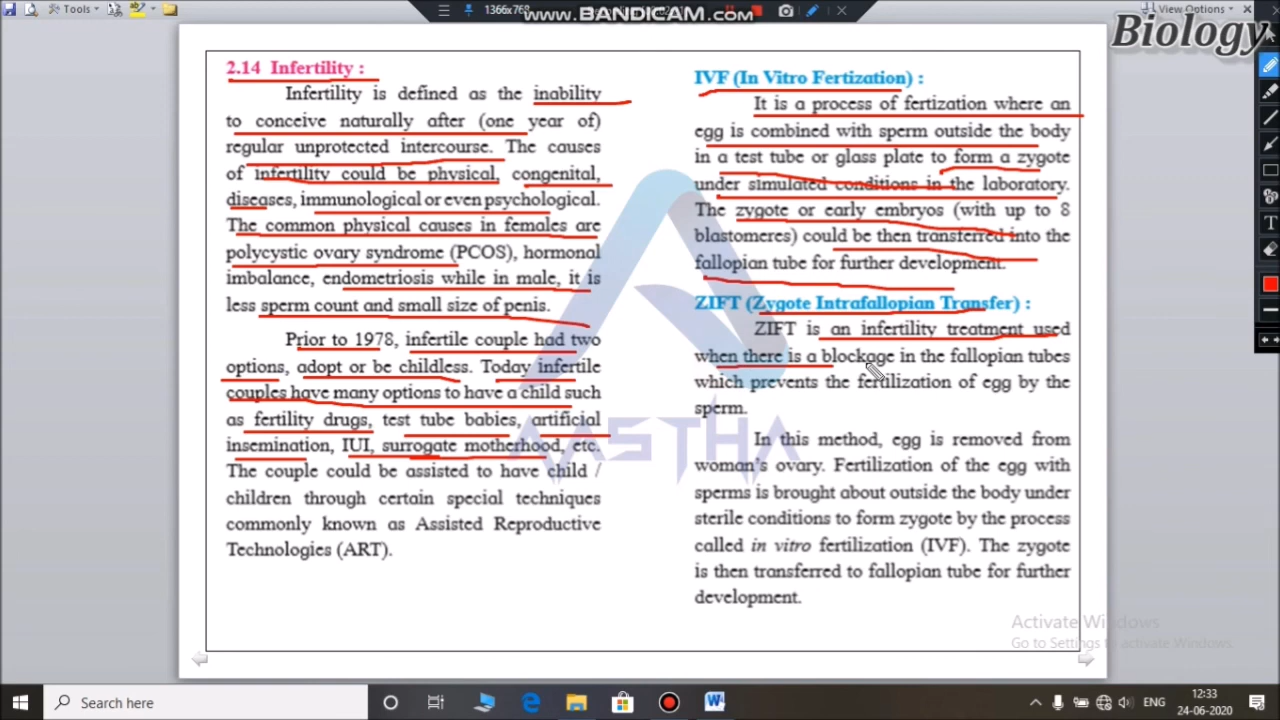 Tools
1366x768
www.BANDICAM.com
View Options
Biology
2.14 Infertility :
Infertility is defined as the inability
to conceive naturally after (one year of)
regular unprotected intercourse. The causes
of infertility could be physical, congenital,
diseases, immunological or even psychological.
The common physical causes in females are
polycystic ovary syndrome (PCOS), hormonal
imbalance, endometriosis while in male, it is
less sperm count and small size of penis.
Prior to 1978, infertile couple had two
options, adopt or be childless. Today infertile
couples have many options to have a child such
as fertility drugs, test tube babies, artificial
insemination, IUI, surrogate motherhood, etc.
The couple could be assisted to have child /
children through certain special techniques
commonly known as Assisted Reproductive
Technologies (ART).
IVF (In Vitro Fertization) :
It is a process of fertization where an
egg is combined with sperm outside the body
in a test tube or glass plate to form a zygote
under simulated conditions in the laboratory.
The zygote or early embryos (with up to 8
blastomeres) could be then transferred into the
fallopian tube for further development.
ZIFT (Zygote Intrafallopian Transfer) :
ZIFT is an infertility treatment used
when there is a blockage in the fallopian tubes
which prevents the fertilization of egg by the
sperm.
In this method, egg is removed from
woman's ovary. Fertilization of the egg with
sperms is brought about outside the body under
sterile conditions to form zygote by the process
called in vitro fertilization (IVF). The zygote
is then transferred to fallopian tube for further
development.
AASTHA
Activate Windows
Go to Settings to activate Windows.
Search here
ENG
12:33
24-06-2020